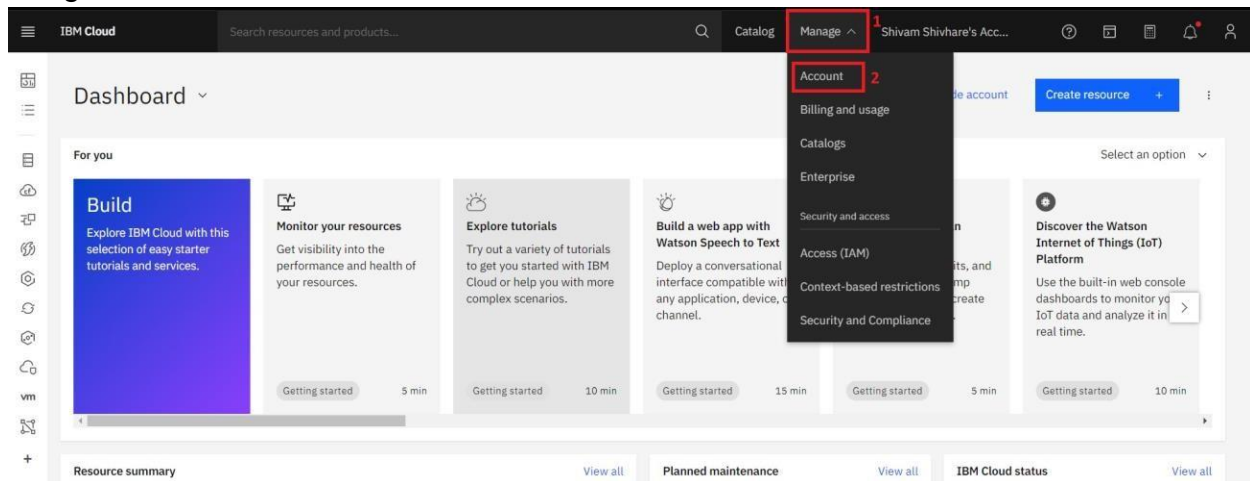 IBM Cloud
Search resources and products...
Catalog
Manage
1
Shivam Shivhare's Acc...
Account
2
Billing and usage
Catalogs
Enterprise
Security and access
Access (IAM)
Context-based restrictions
Security and Compliance
Dashboard
account
Create resource +
For you
Select an option
Build
Explore IBM Cloud with this
selection of easy starter
tutorials and services.
Monitor your resources
Get visibility into the
performance and health of
your resources.
Getting started 5 min
Explore tutorials
Try out a variety of tutorials
to get you started with IBM
Cloud or help you with more
complex scenarios.
Getting started 10 min
Build a web app with
Watson Speech to Text
Deploy a conversational
interface compatible with
any application, device,
channel.
Getting started 15 min
its, and
create
Getting started 5 min
Discover the Watson
Internet of Things (IoT)
Platform
Use the built-in web console
dashboards to monitor
IoT data and analyze it in
real time.
Getting started 10 min
vm
Resource summary View all
Planned maintenance View all
IBM Cloud status View all